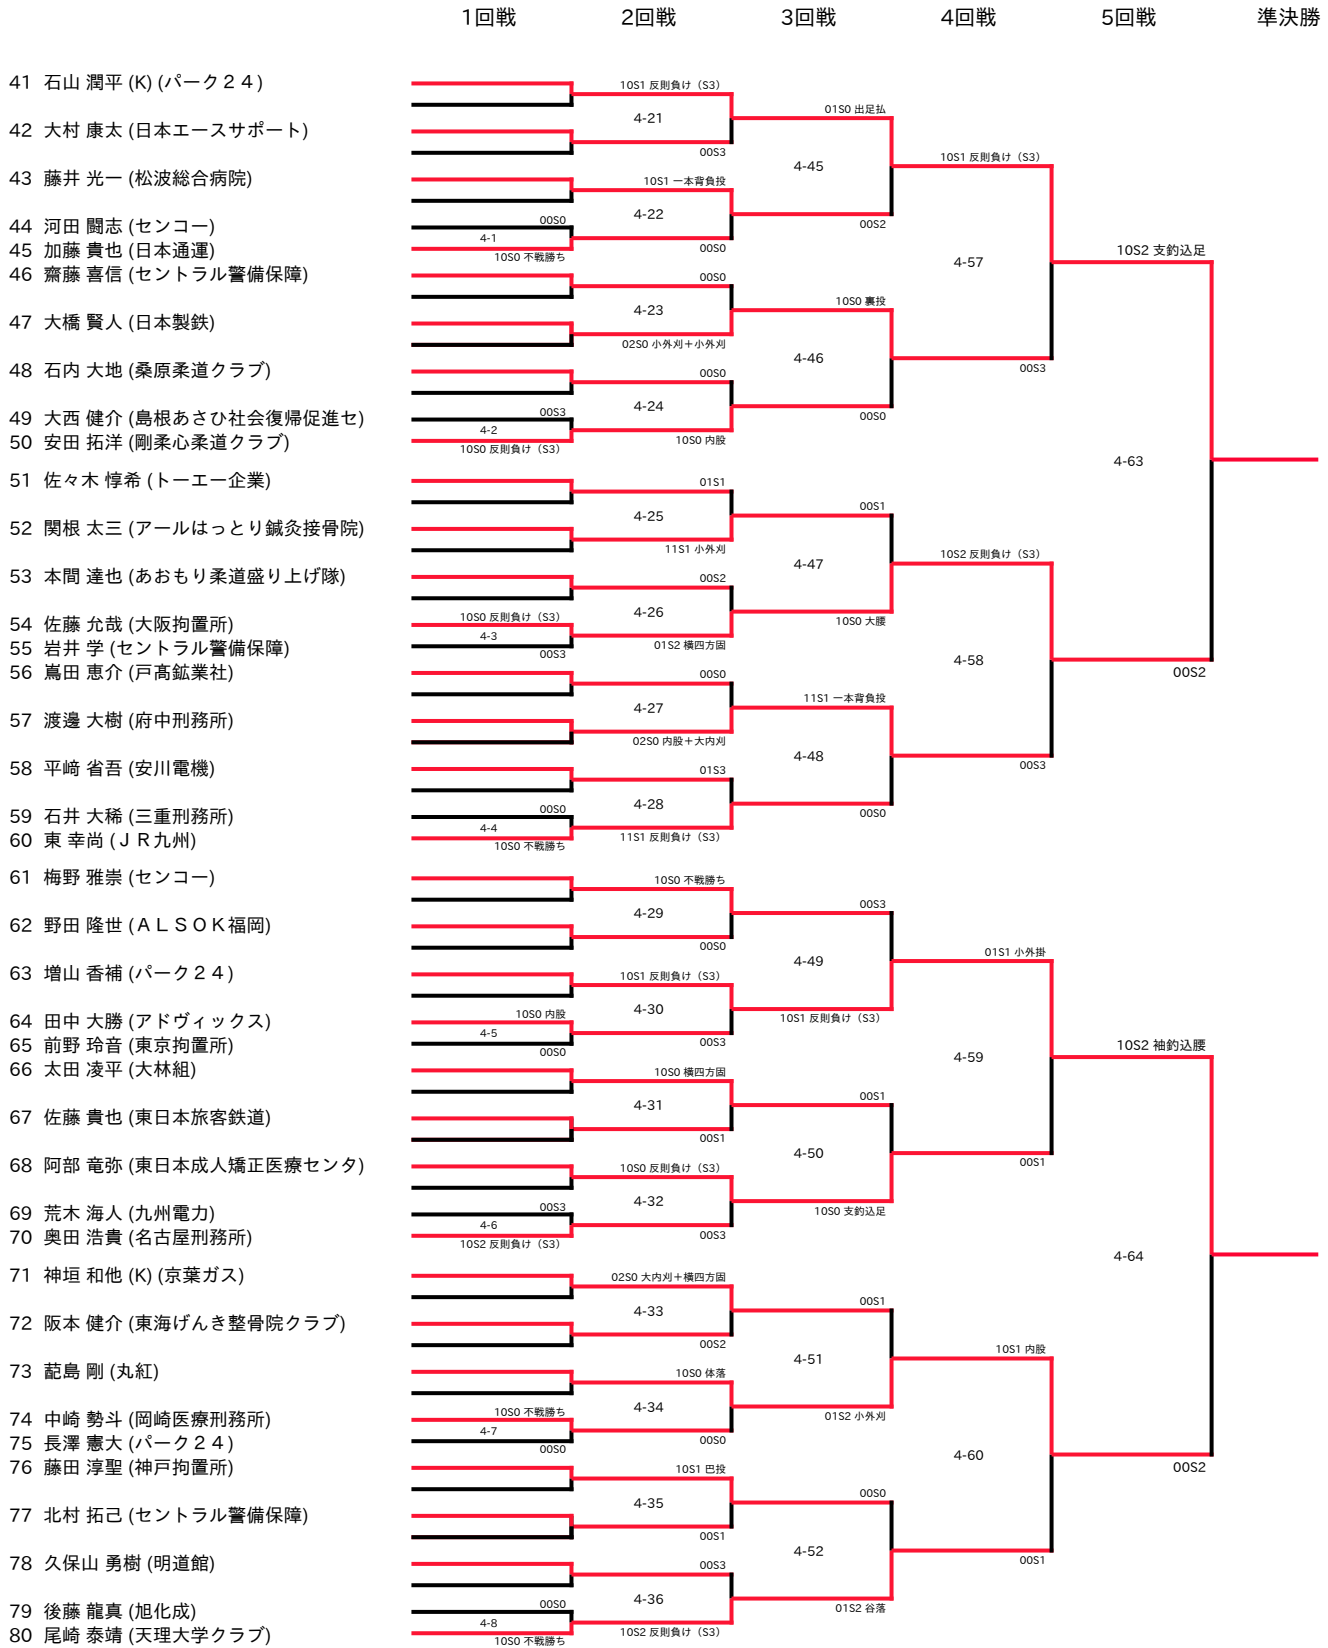 1回戦 2回戦 3回戦 4回戦 5回戦 準決勝
41 石山 潤平 (K) (パーク２４)
10S1 反則負け（S3）
01S0 出足払
4-21
42 大村 康太 (日本エースサポート)
00S3
10S1 反則負け（S3）
4-45
43 藤井 光一 (松波総合病院)
10S1 一本背負投
4-22
00S2
44 河田 闘志 (センコー)
00S0
4-1
00S0
45 加藤 貴也 (日本通運)
10S0 不戦勝ち
10S2 支釣込足
4-57
46 齋藤 喜信 (セントラル警備保障)
00S0
10S0 裏投
4-23
47 大橋 賢人 (日本製鉄)
02S0 小外刈＋小外刈
4-46
00S3
48 石内 大地 (桑原柔道クラブ)
00S0
4-24
00S0
49 大西 健介 (島根あさひ社会復帰促進セ)
00S3
4-2
10S0 内股
50 安田 拓洋 (剛柔心柔道クラブ)
10S0 反則負け（S3）
4-63
51 佐々木 惇希 (トーエー企業)
01S1
00S1
4-25
52 関根 太三 (アールはっとり鍼灸接骨院)
11S1 小外刈
10S2 反則負け（S3）
4-47
53 本間 達也 (あおもり柔道盛り上げ隊)
00S2
4-26
10S0 大腰
54 佐藤 允哉 (大阪拘置所)
10S0 反則負け（S3）
4-3
01S2 横四方固
55 岩井 学 (セントラル警備保障)
00S3
4-58
00S2
56 嶌田 恵介 (戸髙鉱業社)
00S0
11S1 一本背負投
4-27
57 渡邊 大樹 (府中刑務所)
02S0 内股＋大内刈
4-48
00S3
58 平﨑 省吾 (安川電機)
01S3
4-28
00S0
59 石井 大稀 (三重刑務所)
00S0
4-4
11S1 反則負け（S3）
60 東 幸尚 (ＪＲ九州)
10S0 不戦勝ち
61 梅野 雅崇 (センコー)
10S0 不戦勝ち
00S3
4-29
62 野田 隆世 (ＡＬＳＯＫ福岡)
00S0
01S1 小外掛
4-49
63 増山 香補 (パーク２４)
10S1 反則負け（S3）
4-30
10S1 反則負け（S3）
64 田中 大勝 (アドヴィックス)
10S0 内股
4-5
00S3
65 前野 玲音 (東京拘置所)
00S0
10S2 袖釣込腰
4-59
66 太田 凌平 (大林組)
10S0 横四方固
00S1
4-31
67 佐藤 貴也 (東日本旅客鉄道)
00S1
4-50
00S1
68 阿部 竜弥 (東日本成人矯正医療センタ)
10S0 反則負け（S3）
4-32
10S0 支釣込足
69 荒木 海人 (九州電力)
00S3
4-6
00S3
70 奥田 浩貴 (名古屋刑務所)
10S2 反則負け（S3）
4-64
71 神垣 和他 (K) (京葉ガス)
02S0 大内刈＋横四方固
00S1
4-33
72 阪本 健介 (東海げんき整骨院クラブ)
00S2
10S1 内股
4-51
73 蓜島 剛 (丸紅)
10S0 体落
4-34
01S2 小外刈
74 中崎 勢斗 (岡崎医療刑務所)
10S0 不戦勝ち
4-7
00S0
75 長澤 憲大 (パーク２４)
00S0
4-60
00S2
76 藤田 淳聖 (神戸拘置所)
10S1 巴投
00S0
4-35
77 北村 拓己 (セントラル警備保障)
00S1
4-52
00S1
78 久保山 勇樹 (明道館)
00S3
4-36
01S2 谷落
79 後藤 龍真 (旭化成)
00S0
4-8
10S2 反則負け（S3）
80 尾崎 泰靖 (天理大学クラブ)
10S0 不戦勝ち